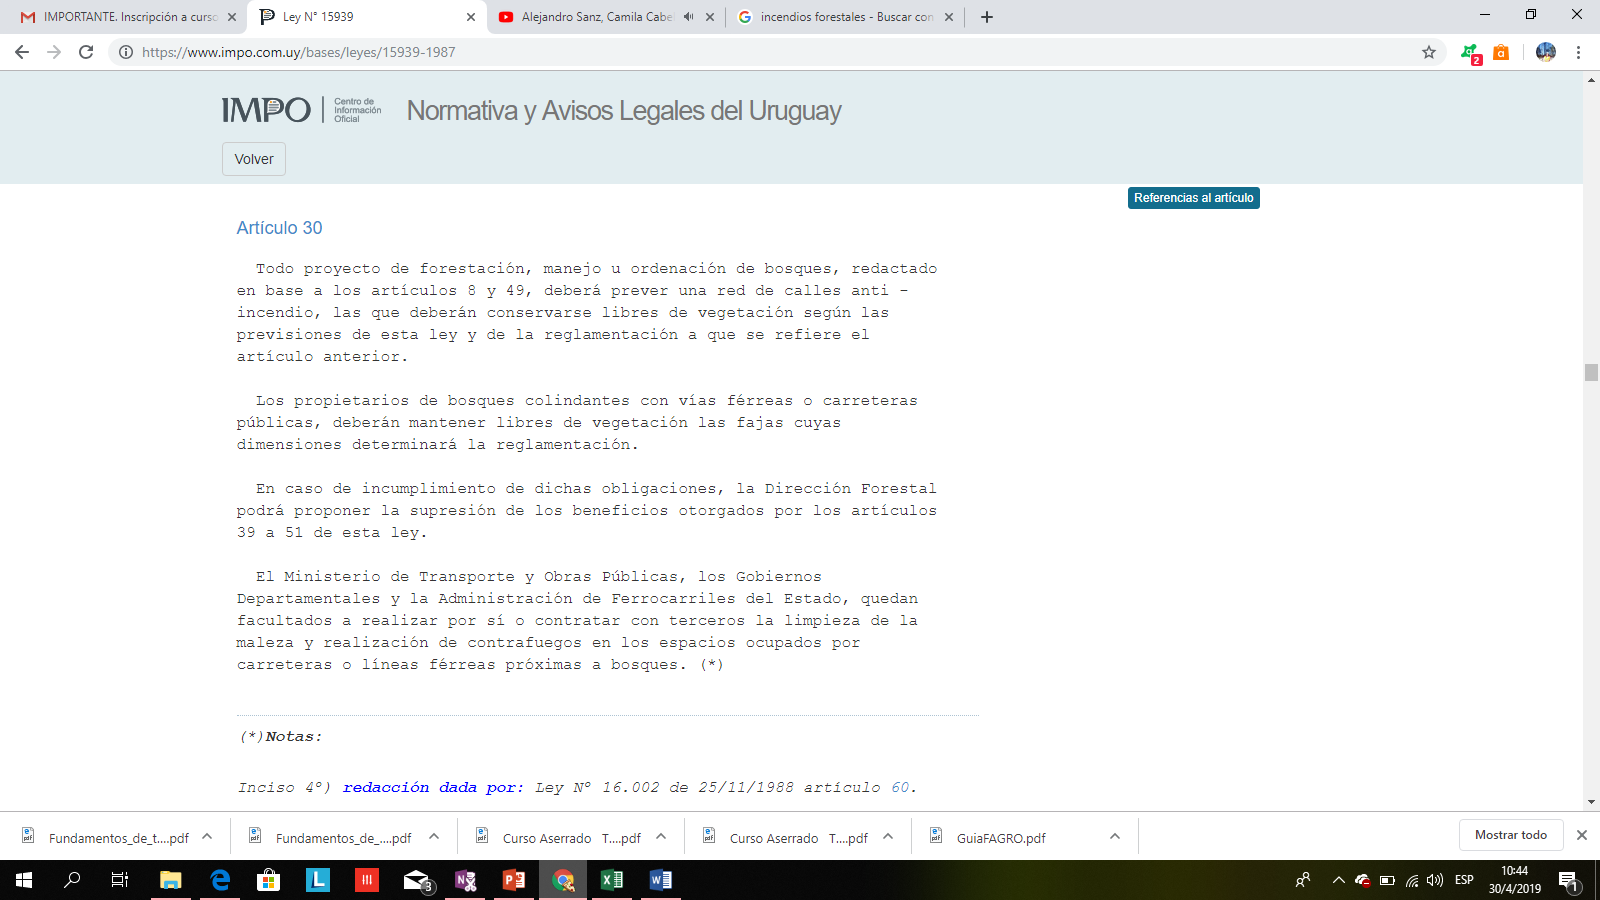 IMPORTANTE. Inscripción a curso
Ley N° 15939
Alejandro Sanz, Camila Cabe
incendios forestales - Buscar con
https://www.impo.com.uy/bases/leyes/15939-1987
2
IMPO
Centro de
Información
Oficial
Normativa y Avisos Legales del Uruguay
Volver
Referencias al artículo
Artículo 30
Todo proyecto de forestación, manejo u ordenación de bosques, redactado
en base a los artículos 8 y 49, deberá prever una red de calles anti -
incendio, las que deberán conservarse libres de vegetación según las
previsiones de esta ley y de la reglamentación a que se refiere el
artículo anterior.
Los propietarios de bosques colindantes con vías férreas o carreteras
públicas, deberán mantener libres de vegetación las fajas cuyas
dimensiones determinará la reglamentación.
En caso de incumplimiento de dichas obligaciones, la Dirección Forestal
podrá proponer la supresión de los beneficios otorgados por los artículos
39 a 51 de esta ley.
El Ministerio de Transporte y Obras Públicas, los Gobiernos
Departamentales y la Administración de Ferrocarriles del Estado, quedan
facultados a realizar por sí o contratar con terceros la limpieza de la
maleza y realización de contrafuegos en los espacios ocupados por
carreteras o líneas férreas próximas a bosques. (*)
(*)Notas:
Inciso 4º) redacción dada por: Ley Nº 16.002 de 25/11/1988 artículo 60.
Fundamentos_de_t....pdf
Fundamentos_de_....pdf
Curso Aserrado T....pdf
Curso Aserrado T....pdf
GuiaFAGRO.pdf
Mostrar todo
3
ESP
10:44
30/4/2019
1